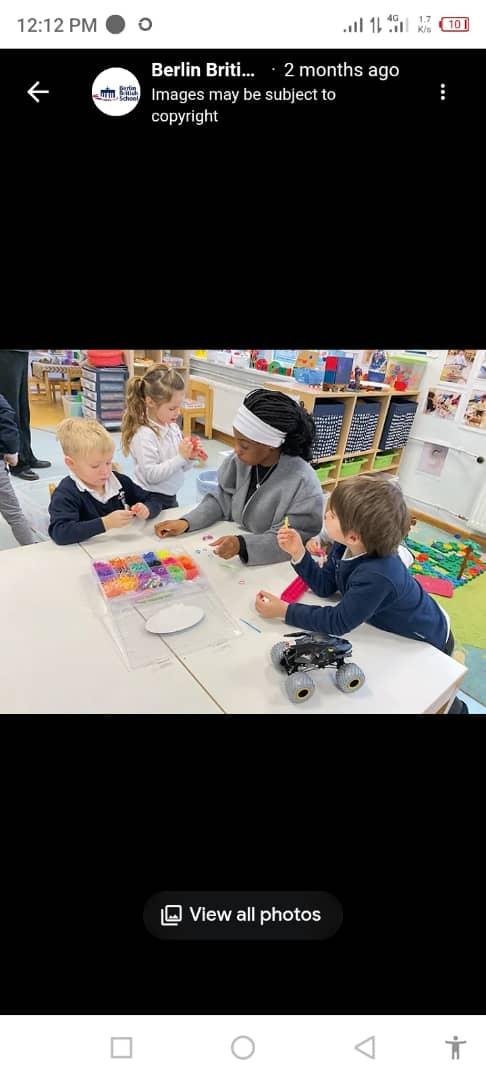 12:12 PM
4G
1.7
K/s
10
Berlin Briti... · 2 months ago
Images may be subject to
copyright
Berlin
British
School
View all photos